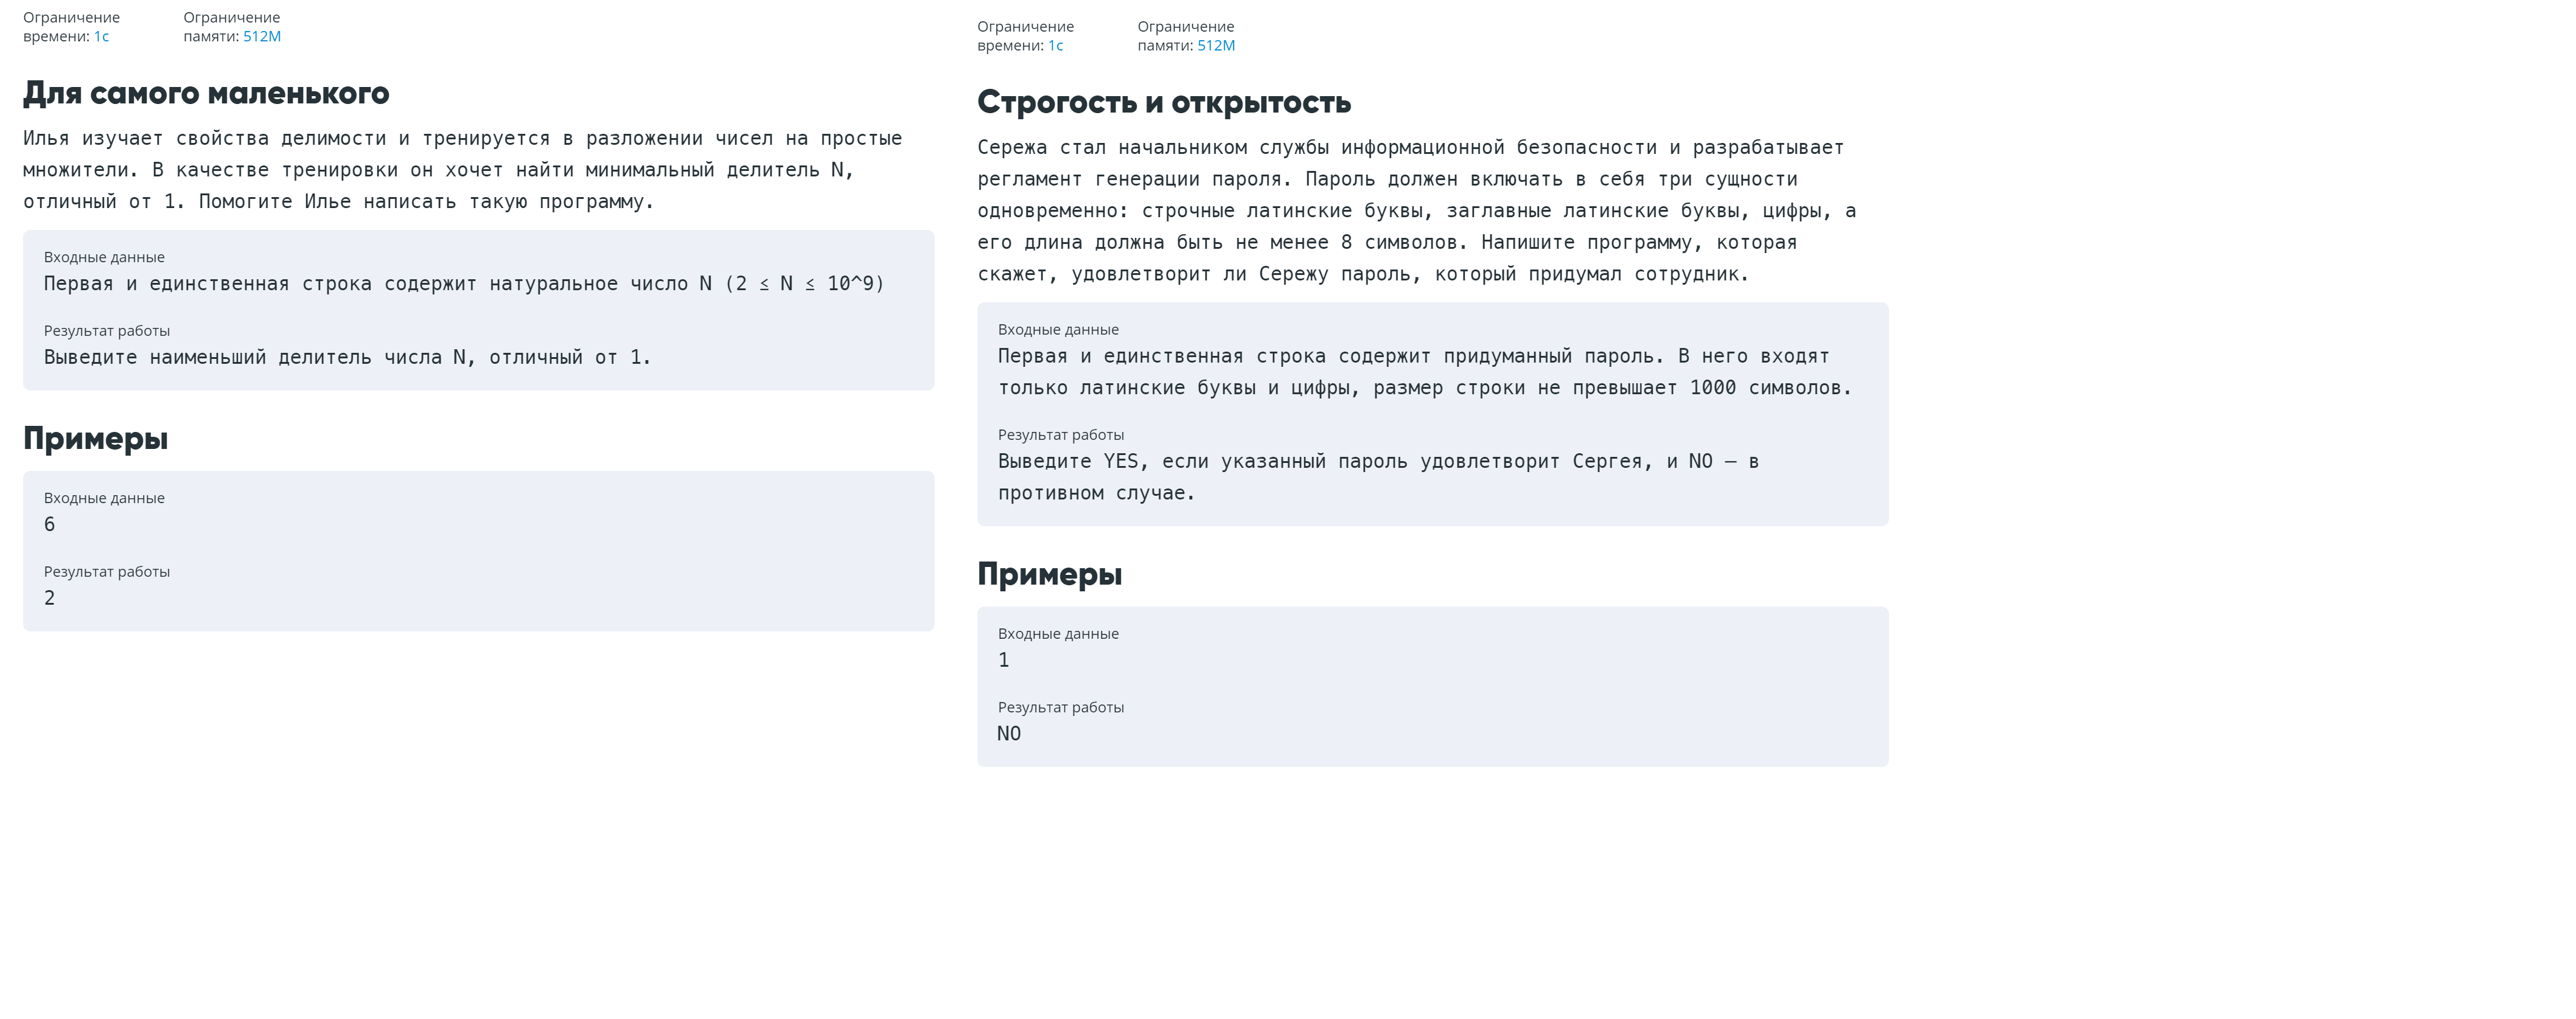 Ограничение
времени: 1с
Ограничение
памяти: 512M
Для самого маленького
Илья изучает свойства делимости и тренируется в разложении чисел на простые
множители. В качестве тренировки он хочет найти минимальный делитель N,
отличный от 1. Помогите Илье написать такую программу.
Входные данные
Первая и единственная строка содержит натуральное число N (2 ≤ N ≤ 10^9)
Результат работы
Выведите наименьший делитель числа N, отличный от 1.
Примеры
Входные данные
6
Результат работы
2
Ограничение
времени: 1с
Ограничение
памяти: 512M
Строгость и открытость
Сережа стал начальником службы информационной безопасности и разрабатывает
регламент генерации пароля. Пароль должен включать в себя три сущности
одновременно: строчные латинские буквы, заглавные латинские буквы, цифры, а
его длина должна быть не менее 8 символов. Напишите программу, которая
скажет, удовлетворит ли Сережу пароль, который придумал сотрудник.
Входные данные
Первая и единственная строка содержит придуманный пароль. В него входят
только латинские буквы и цифры, размер строки не превышает 1000 символов.
Результат работы
Выведите YES, если указанный пароль удовлетворит Сергея, и NO – в
противном случае.
Примеры
Входные данные
1
Результат работы
NO